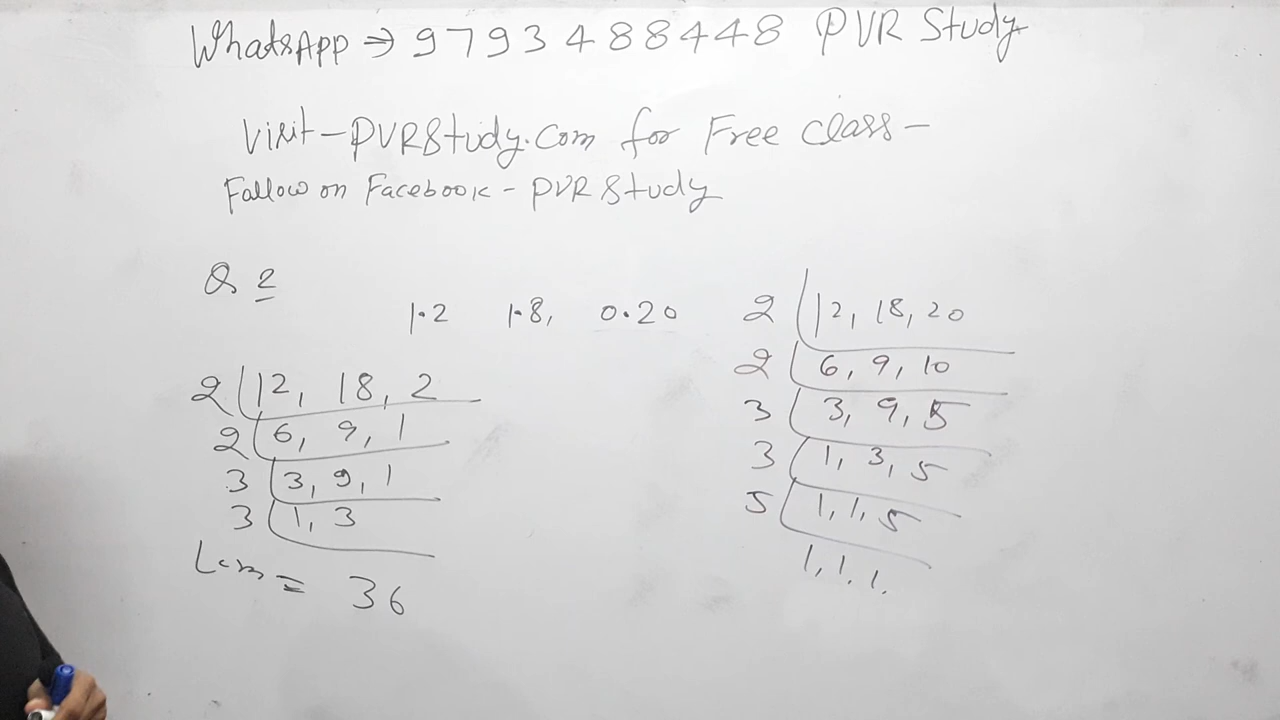 WhatsApp ⇒ 9793488448 PVR Study
Visit - PVRStudy.Com for Free Class -
Fallow on Facebook - PVR Study
Q 2
1.2 1.8, 0.20
2 12, 18, 2
2 6, 9, 1
3 3, 9, 1
3 1, 3
Lcm = 36
2 12, 18, 20
2 6, 9, 10
3 3, 9, 5
3 1, 3, 5
5 1, 1, 5
1, 1. 1.